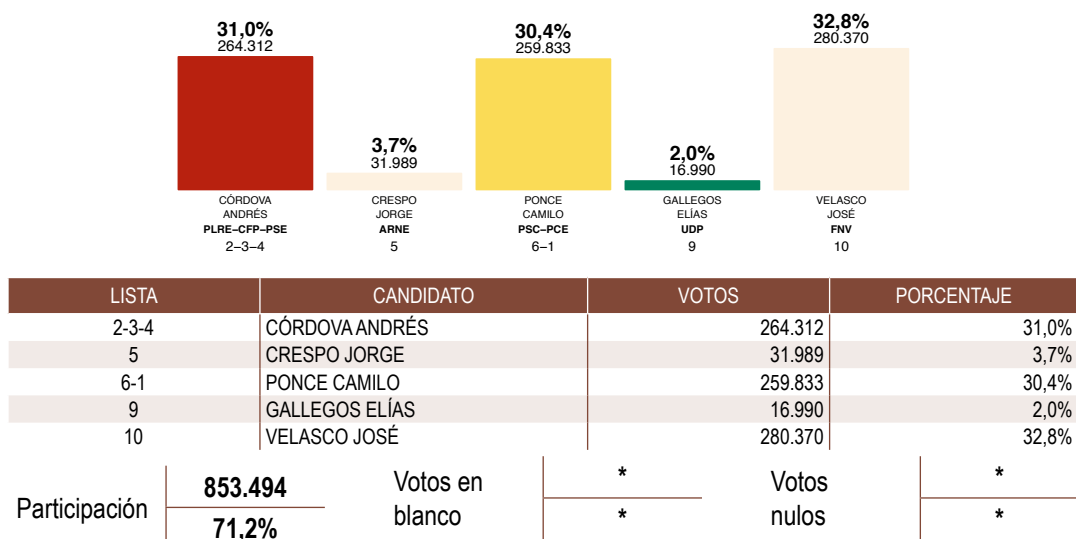 31,0%
264.312
3,7%
31.989
30,4%
259.833
2,0%
16.990
32,8%
280.370
CÓRDOVA
ANDRÉS
PLRE–CFP–PSE
2–3–4
CRESPO
JORGE
ARNE
5
PONCE
CAMILO
PSC–PCE
6–1
GALLEGOS
ELÍAS
UDP
9
VELASCO
JOSÉ
FNV
10
LISTA CANDIDATO VOTOS PORCENTAJE
2-3-4 CÓRDOVA ANDRÉS 264.312 31,0%
5 CRESPO JORGE 31.989 3,7%
6-1 PONCE CAMILO 259.833 30,4%
9 GALLEGOS ELÍAS 16.990 2,0%
10 VELASCO JOSÉ 280.370 32,8%
Participación
853.494
71,2%
Votos en
blanco
*
*
Votos
nulos
*
*